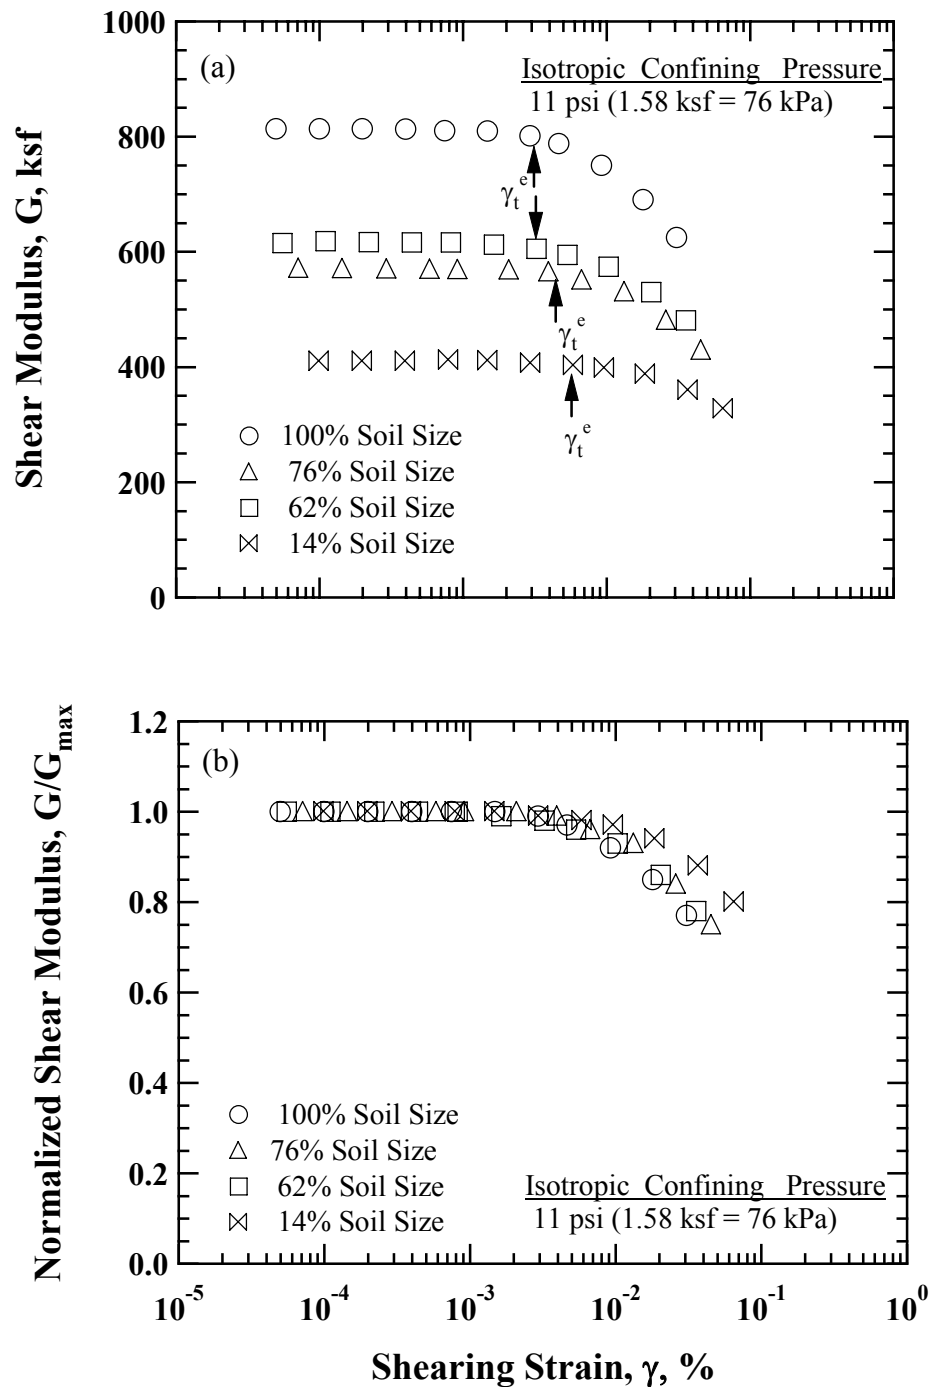 1000
800
600
400
200
0
Shear Modulus, G, ksf
(a)
Isotropic Confining Pressure
11 psi (1.58 ksf = 76 kPa)
γₜᵉ
γₜᵉ
γₜᵉ
100% Soil Size
76% Soil Size
62% Soil Size
14% Soil Size
1.2
1.0
0.8
0.6
0.4
0.2
0.0
Normalized Shear Modulus, G/Gmax
(b)
100% Soil Size
76% Soil Size
62% Soil Size
14% Soil Size
Isotropic Confining Pressure
11 psi (1.58 ksf = 76 kPa)
10⁻⁵ 10⁻⁴ 10⁻³ 10⁻² 10⁻¹ 10⁰
Shearing Strain, γ, %